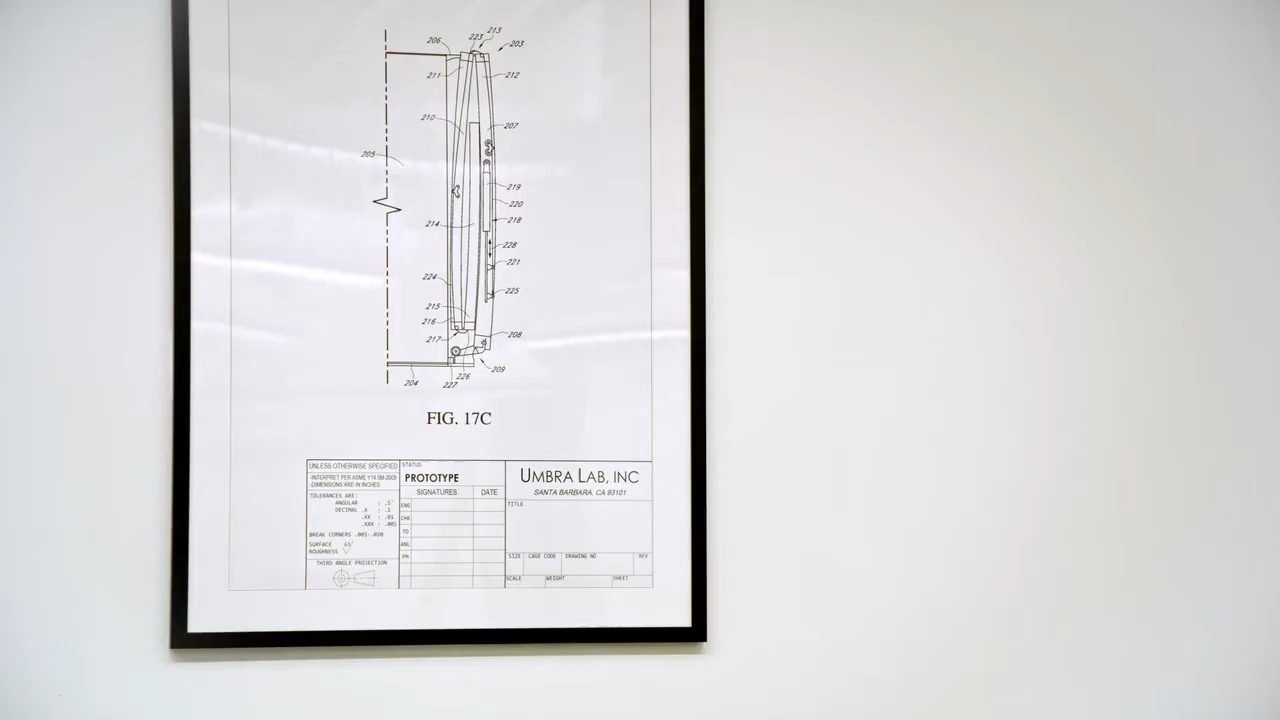 213
223
206
203
211
212
210
207
205
219
220
214
218
228
221
224
225
215
216
208
217
209
226
204
227
FIG. 17C
UNLESS OTHERWISE SPECIFIED
-INTERPRET PER ASME Y14.5M-2009
-DIMENSIONS ARE IN INCHES
TOLERANCES ARE:
ANGULAR : .5°
DECIMAL .X : .1
.XX : .01
.XXX : .005
BREAK CORNERS .005-.020
SURFACE 63
ROUGHNESS
THIRD ANGLE PROJECTION
STATUS
PROTOTYPE
SIGNATURES DATE
ENG
CHK
TD
ANL
PM
UMBRA LAB, INC
SANTA BARBARA, CA 93101
TITLE
SIZE CAGE CODE DRAWING NO REV
SCALE WEIGHT SHEET